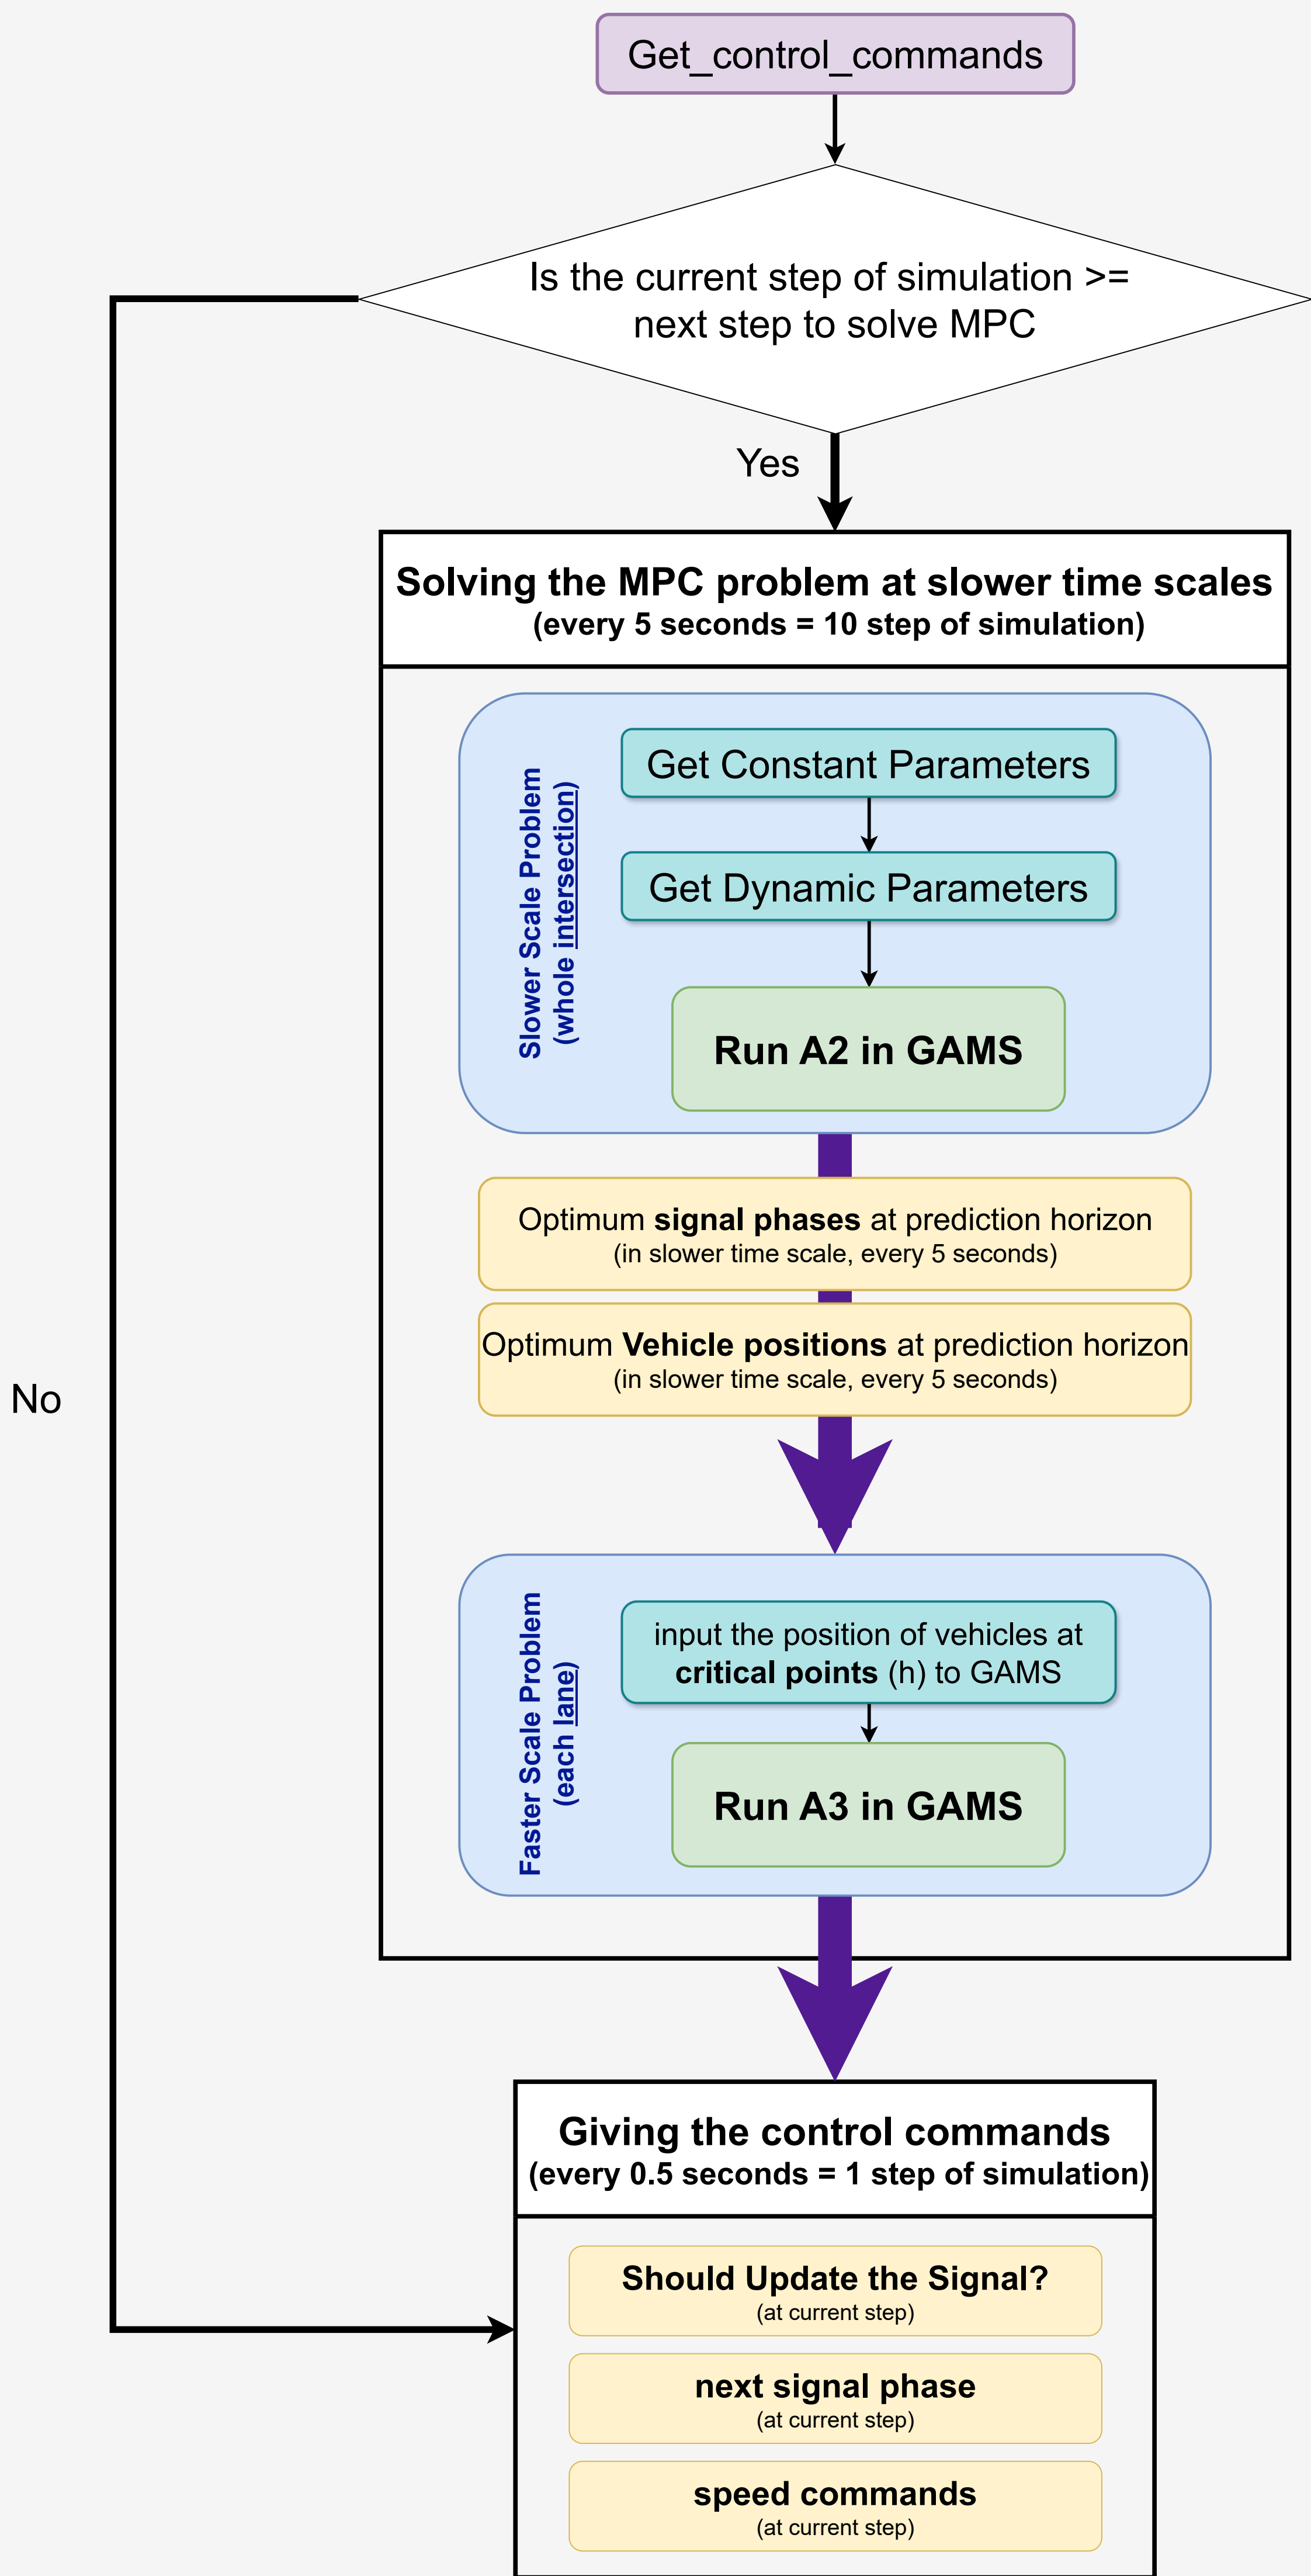 Get_control_commands
Is the current step of simulation >=
next step to solve MPC
Yes
No
Solving the MPC problem at slower time scales
(every 5 seconds = 10 step of simulation)
Slower Scale Problem
(whole intersection)
Get Constant Parameters
Get Dynamic Parameters
Run A2 in GAMS
Optimum signal phases at prediction horizon
(in slower time scale, every 5 seconds)
Optimum Vehicle positions at prediction horizon
(in slower time scale, every 5 seconds)
Faster Scale Problem
(each lane)
input the position of vehicles at
critical points (h) to GAMS
Run A3 in GAMS
Giving the control commands
(every 0.5 seconds = 1 step of simulation)
Should Update the Signal?
(at current step)
next signal phase
(at current step)
speed commands
(at current step)